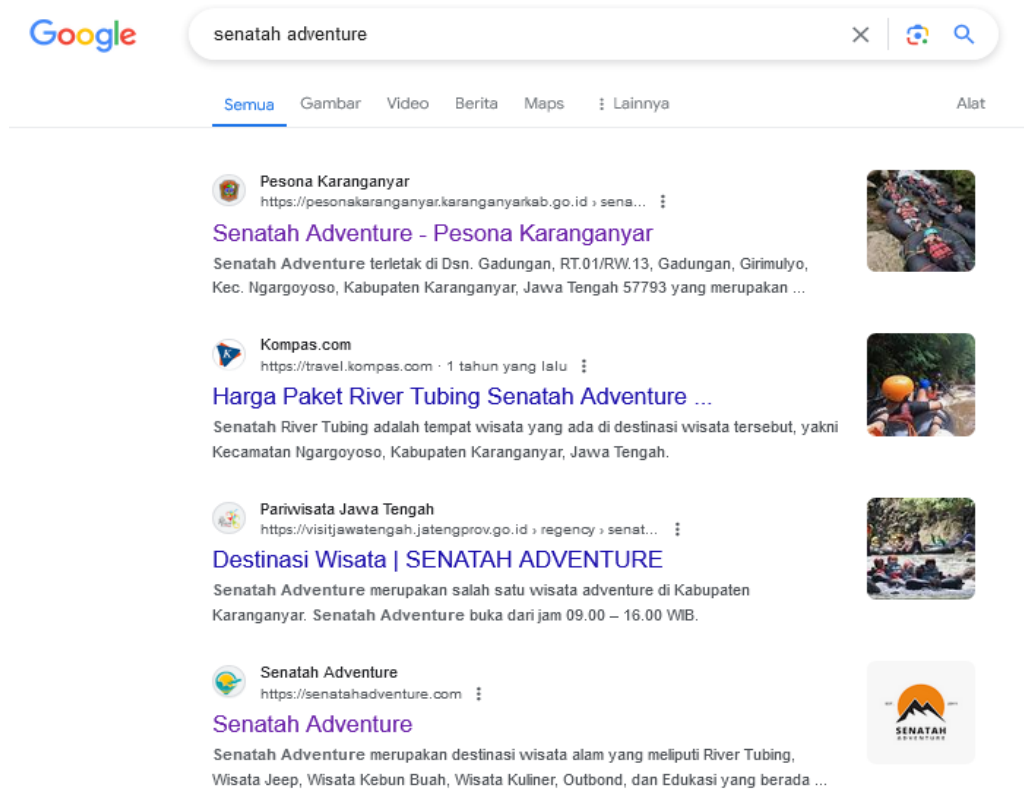 Google
senatah adventure
Semua Gambar Video Berita Maps Lainnya Alat
Pesona Karanganyar
https://pesonakaranganyar.karanganyarkab.go.id › sena...
Senatah Adventure - Pesona Karanganyar
Senatah Adventure terletak di Dsn. Gadungan, RT.01/RW.13, Gadungan, Girimulyo,
Kec. Ngargoyoso, Kabupaten Karanganyar, Jawa Tengah 57793 yang merupakan ...
Kompas.com
https://travel.kompas.com · 1 tahun yang lalu
Harga Paket River Tubing Senatah Adventure ...
Senatah River Tubing adalah tempat wisata yang ada di destinasi wisata tersebut, yakni
Kecamatan Ngargoyoso, Kabupaten Karanganyar, Jawa Tengah.
Pariwisata Jawa Tengah
https://visitjawatengah.jatengprov.go.id › regency › senat...
Destinasi Wisata | SENATAH ADVENTURE
Senatah Adventure merupakan salah satu wisata adventure di Kabupaten
Karanganyar. Senatah Adventure buka dari jam 09.00 – 16.00 WIB.
Senatah Adventure
https://senatahadventure.com
Senatah Adventure
Senatah Adventure merupakan destinasi wisata alam yang meliputi River Tubing,
Wisata Jeep, Wisata Kebun Buah, Wisata Kuliner, Outbond, dan Edukasi yang berada ...
SENATAH
ADVENTURE